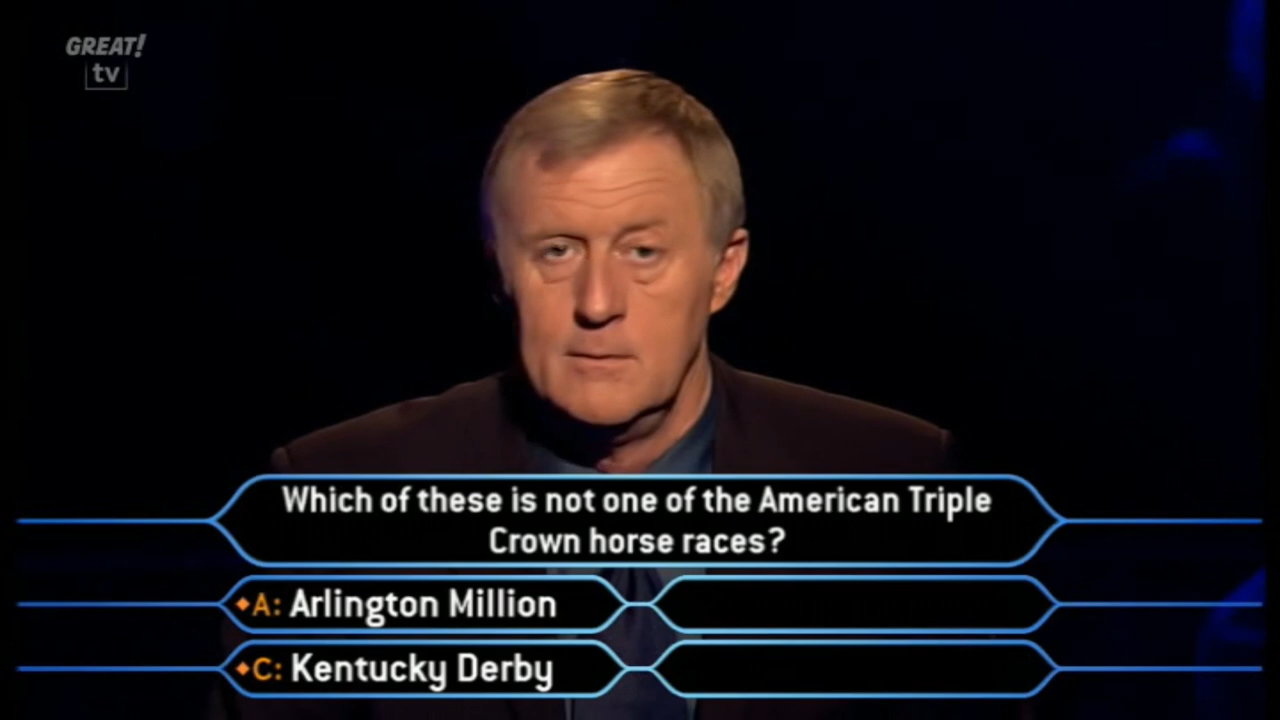 GREAT!
tv
Which of these is not one of the American Triple
Crown horse races?
A: Arlington Million
C: Kentucky Derby